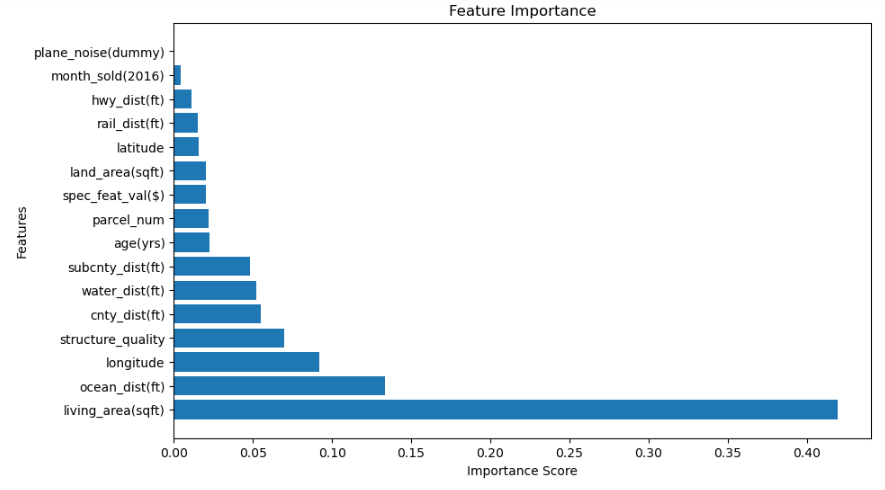 Feature Importance
plane_noise(dummy)
month_sold(2016)
hwy_dist(ft)
rail_dist(ft)
latitude
land_area(sqft)
spec_feat_val($)
parcel_num
age(yrs)
subcnty_dist(ft)
water_dist(ft)
cnty_dist(ft)
structure_quality
longitude
ocean_dist(ft)
living_area(sqft)
Features
0.00 0.05 0.10 0.15 0.20 0.25 0.30 0.35 0.40
Importance Score